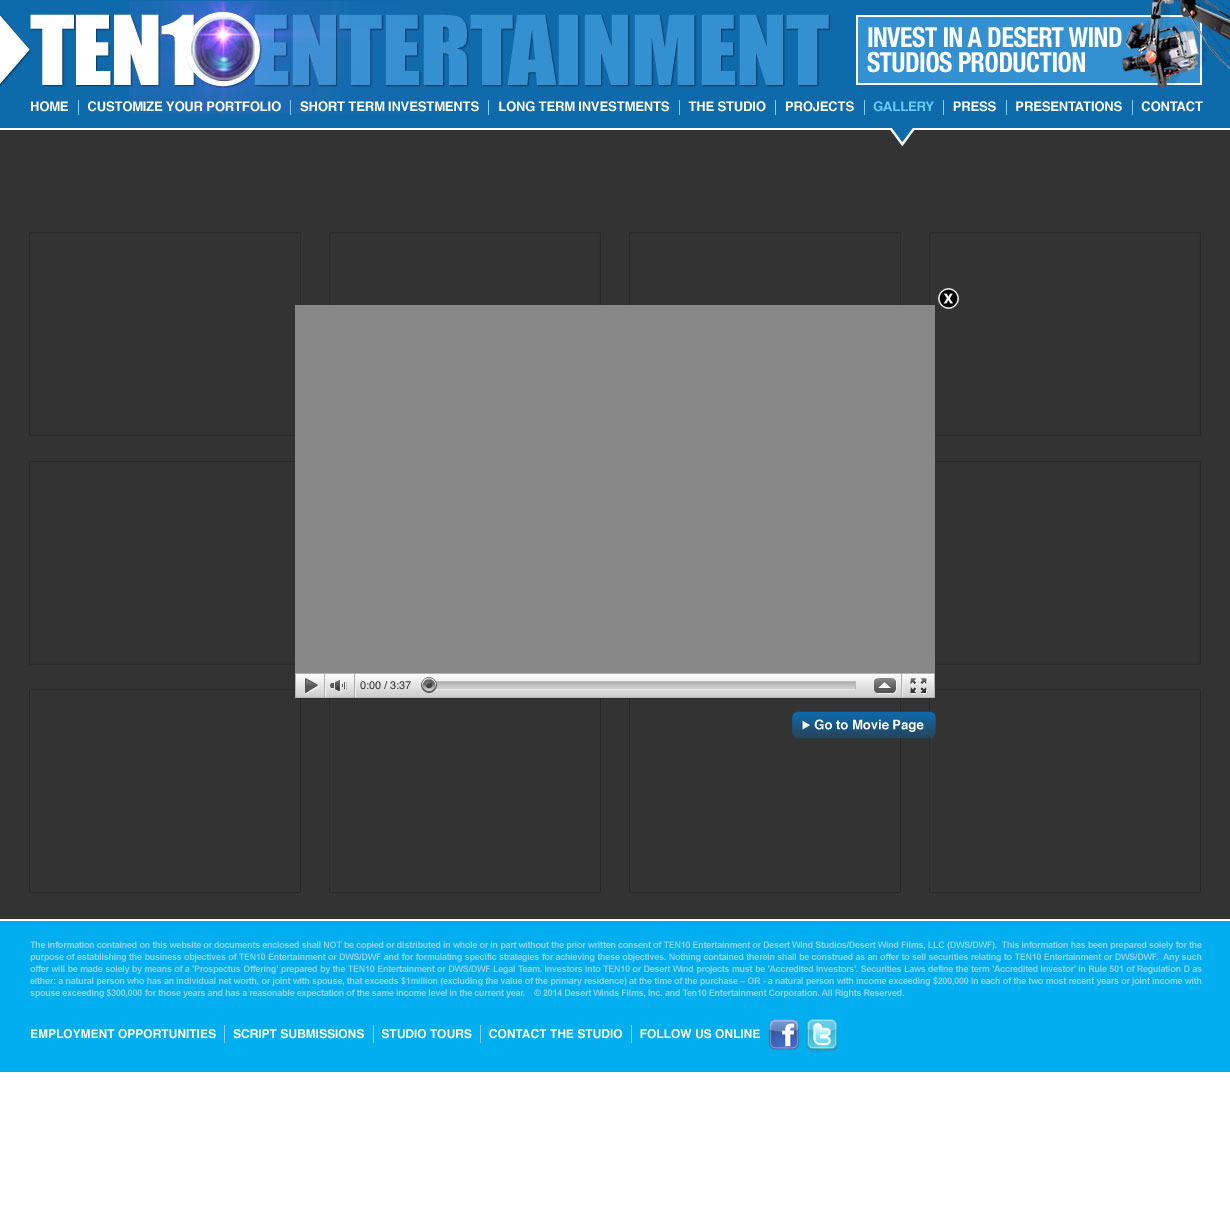 TEN10 ENTERTAINMENT
INVEST IN A DESERT WIND
STUDIOS PRODUCTION
HOME CUSTOMIZE YOUR PORTFOLIO SHORT TERM INVESTMENTS LONG TERM INVESTMENTS THE STUDIO PROJECTS GALLERY PRESS PRESENTATIONS CONTACT
X
0:00 / 3:37
Go to Movie Page
The information contained on this website or documents enclosed shall NOT be copied or distributed in whole or in part without the prior written consent of TEN10 Entertainment or Desert Wind Studios/Desert Wind Films, LLC (DWS/DWF). This information has been prepared solely for the
purpose of establishing the business objectives of TEN10 Entertainment or DWS/DWF and for formulating specific strategies for achieving these objectives. Nothing contained therein shall be construed as an offer to sell securities relating to TEN10 Entertainment or DWS/DWF. Any such
offer will be made solely by means of a 'Prospectus Offering' prepared by the TEN10 Entertainment or DWS/DWF Legal Team. Investors into TEN10 or Desert Wind projects must be 'Accredited Investors'. Securities Laws define the term 'Accredited Investor' in Rule 501 of Regulation D as
either: a natural person who has an individual net worth, or joint with spouse, that exceeds $1million (excluding the value of the primary residence) at the time of the purchase – OR - a natural person with income exceeding $200,000 in each of the two most recent years or joint income with
spouse exceeding $300,000 for those years and has a reasonable expectation of the same income level in the current year. © 2014 Desert Winds Films, Inc. and Ten10 Entertainment Corporation. All Rights Reserved.
EMPLOYMENT OPPORTUNITIES SCRIPT SUBMISSIONS STUDIO TOURS CONTACT THE STUDIO FOLLOW US ONLINE f t